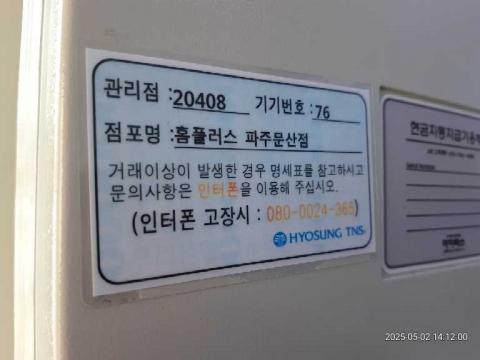 관리점 : 20408 기기번호 : 76
점포명 : 홈플러스 파주문산점
거래이상이 발생한 경우 명세표를 참고하시고
문의사항은 인터폰을 이용해 주십시오.
(인터폰 고장시 : 080-0024-365)
HYOSUNG TNS
현금자동지급기용
2025-05-02 14:12:00